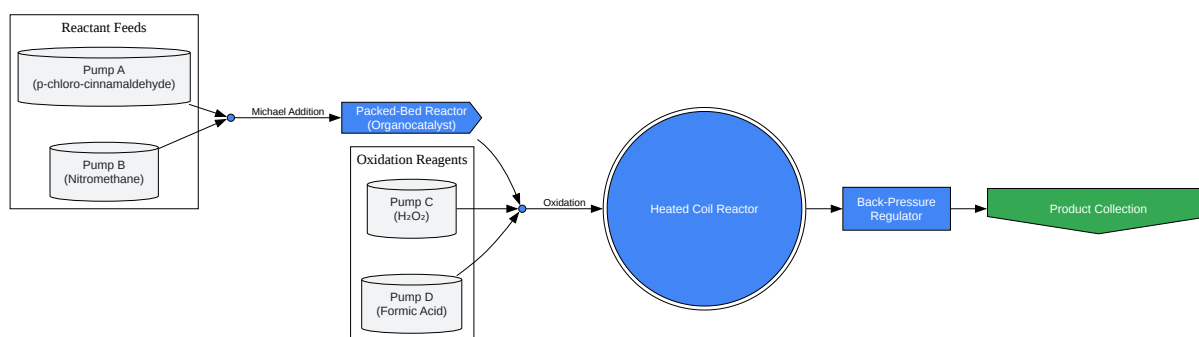 Reactant Feeds
Pump A
(p-chloro-cinnamaldehyde)
Pump B
(Nitromethane)
Michael Addition
Packed-Bed Reactor
(Organocatalyst)
Oxidation Reagents
Pump C
(H₂O₂)
Pump D
(Formic Acid)
Oxidation
Heated Coil Reactor
Back-Pressure
Regulator
Product Collection